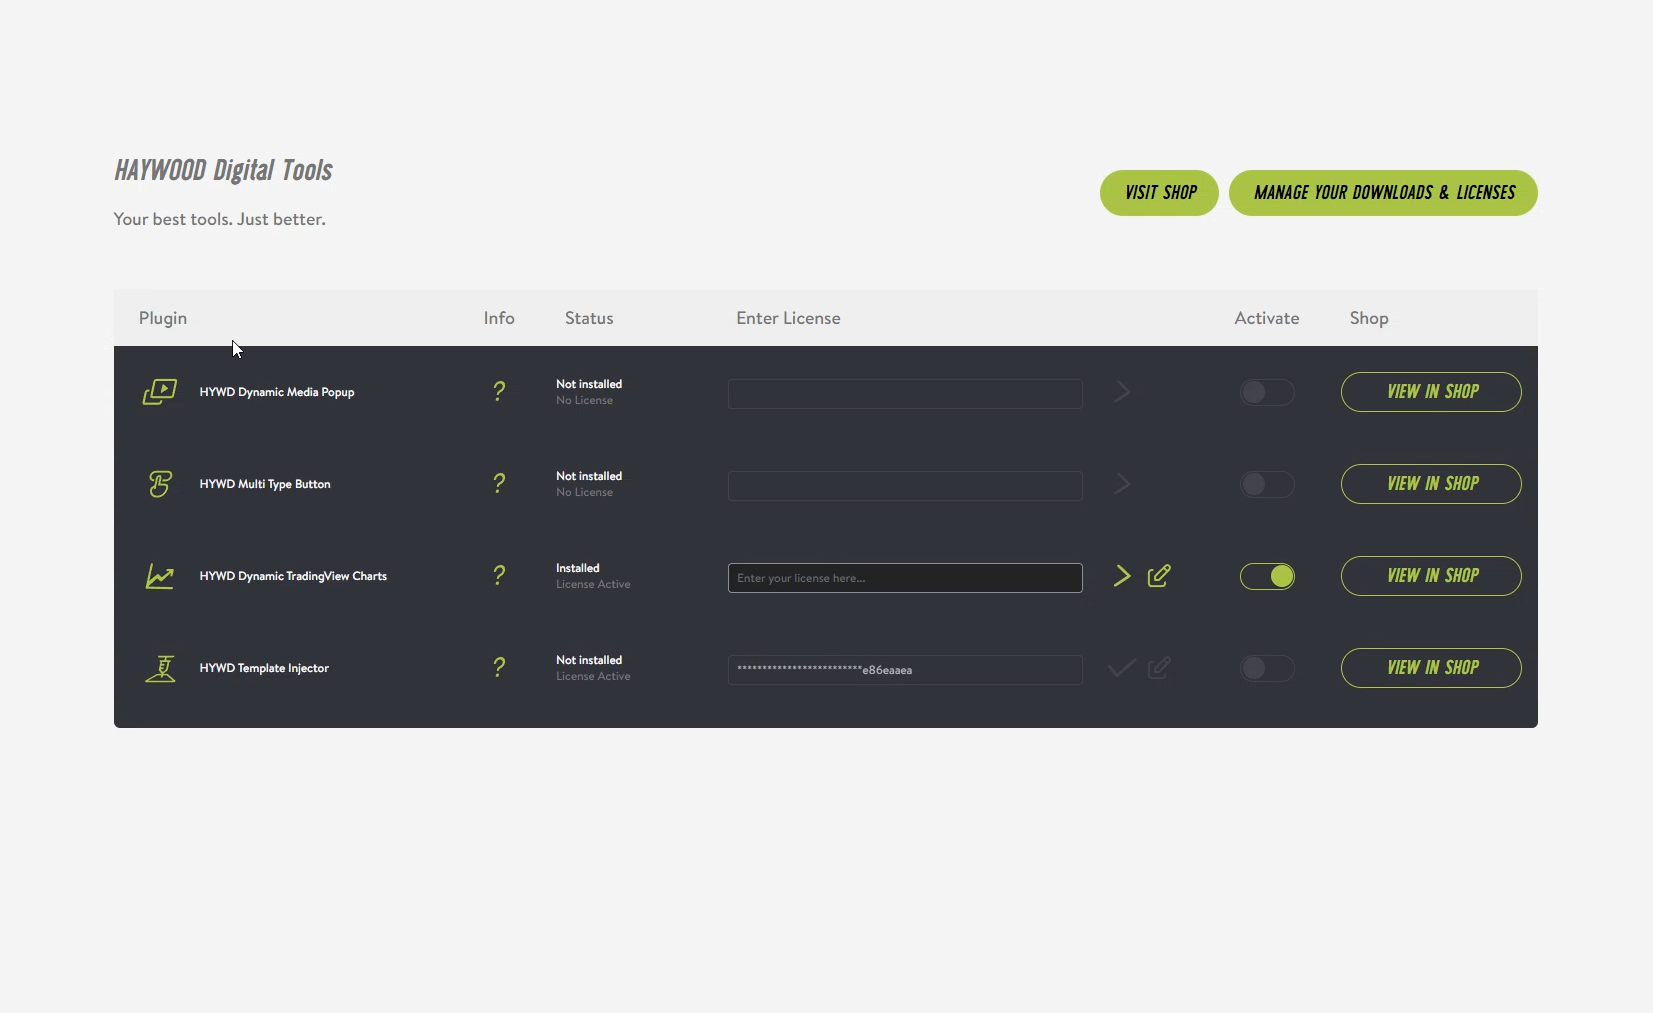 HAYWOOD Digital Tools
Your best tools. Just better.
VISIT SHOP
MANAGE YOUR DOWNLOADS & LICENSES
Plugin Info Status Enter License Activate Shop
HYWD Dynamic Media Popup ? Not installed VIEW IN SHOP
No License
HYWD Multi Type Button ? Not installed VIEW IN SHOP
No License
HYWD Dynamic TradingView Charts ? Installed Enter your license here... VIEW IN SHOP
License Active
HYWD Template Injector ? Not installed *************************e86eaaea VIEW IN SHOP
License Active